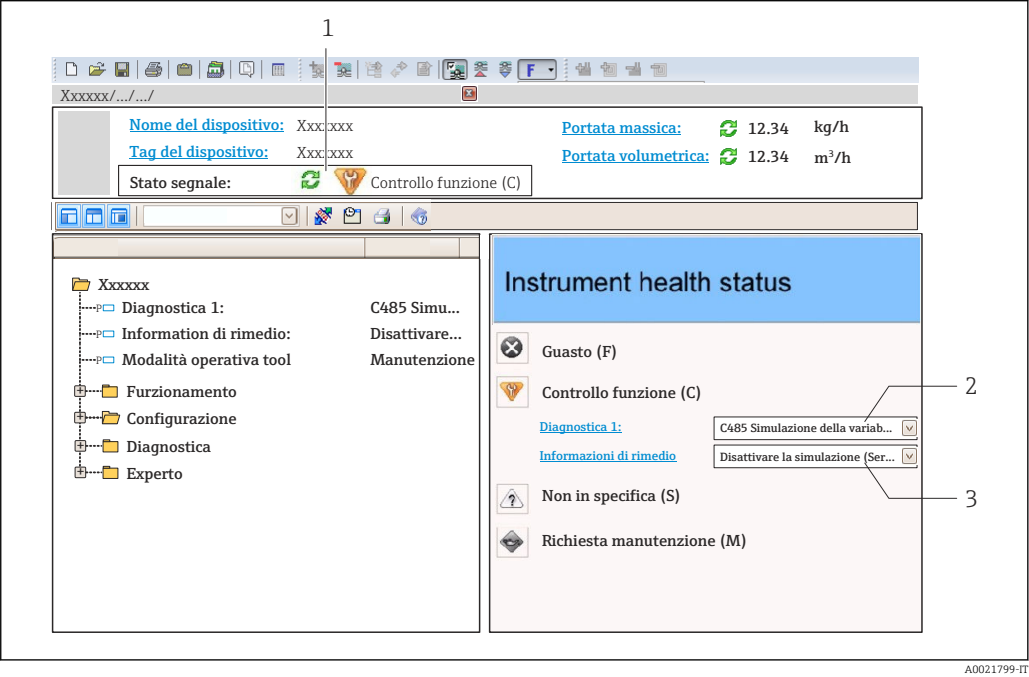 1
F
Xxxxxx/.../.../
Nome del dispositivo: Xxxxxxx
Portata massica: 12.34 kg/h
Tag del dispositivo: Xxxxxxx
Portata volumetrica: 12.34 m³/h
Stato segnale: Controllo funzione (C)
Xxxxxx
Diagnostica 1: C485 Simu...
Information di rimedio: Disattivare...
Modalità operativa tool Manutenzione
Furzionamento
Configurazione
Diagnostica
Experto
Instrument health status
Guasto (F)
Controllo funzione (C)
2
Diagnostica 1: C485 Simulazione della variab...
Informazioni di rimedio Disattivare la simulazione (Ser...
3
Non in specifica (S)
Richiesta manutenzione (M)
A0021799-IT